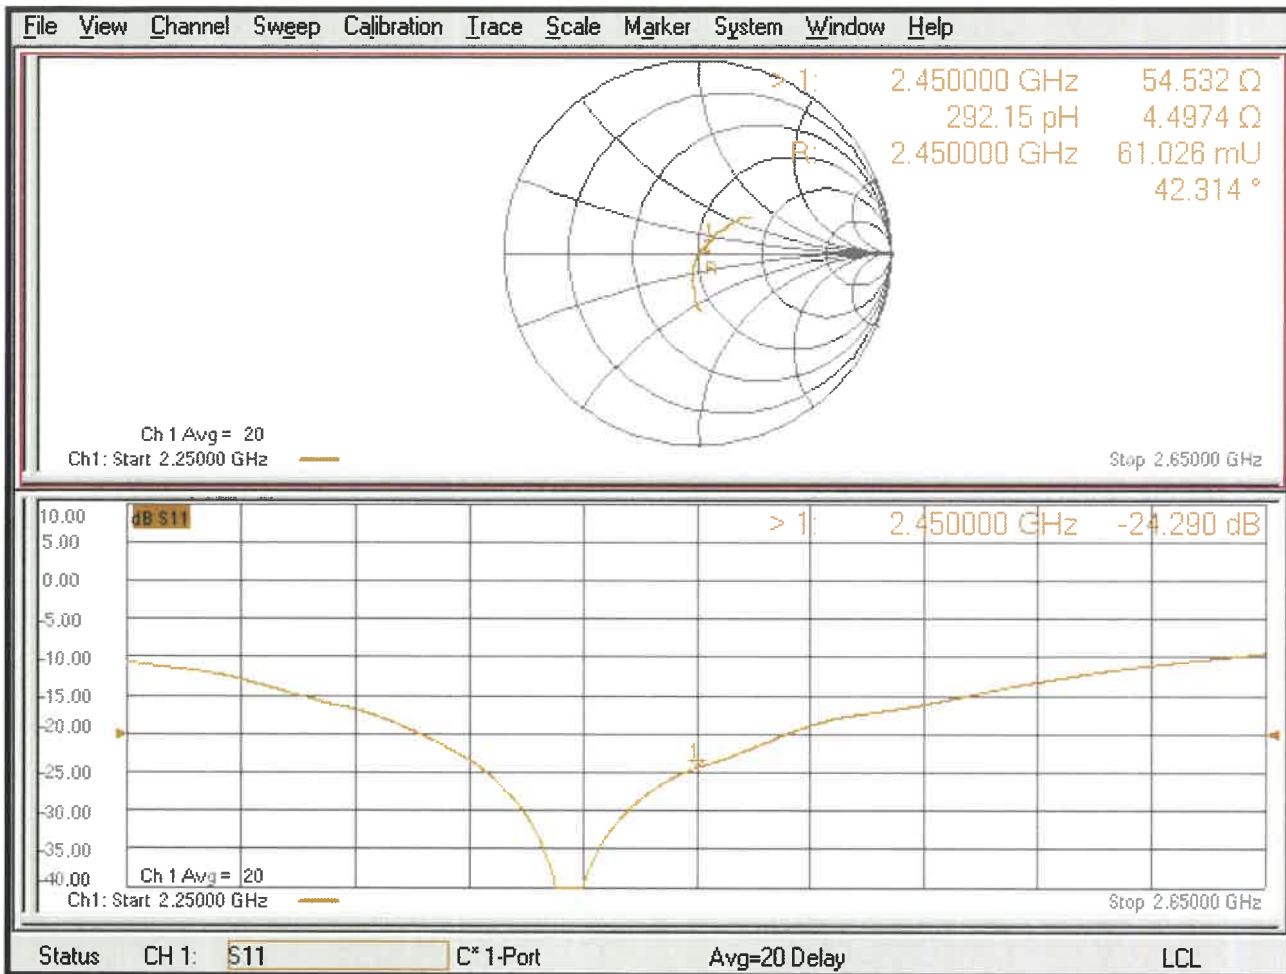 File View Channel Sweep Calibration Trace Scale Marker System Window Help
> 1: 2.450000 GHz 54.532 Ω
292.15 pH 4.4974 Ω
R: 2.450000 GHz 61.026 mU
42.314 °
1
R
Ch 1 Avg = 20
Ch1: Start 2.25000 GHz
Stop 2.65000 GHz
10.00
dB S11
> 1: 2.450000 GHz -24.290 dB
5.00
0.00
-5.00
-10.00
-15.00
-20.00
1
-25.00
-30.00
-35.00
-40.00
Ch 1 Avg = 20
Ch1: Start 2.25000 GHz
Stop 2.65000 GHz
Status CH 1: S11 C* 1-Port Avg=20 Delay LCL